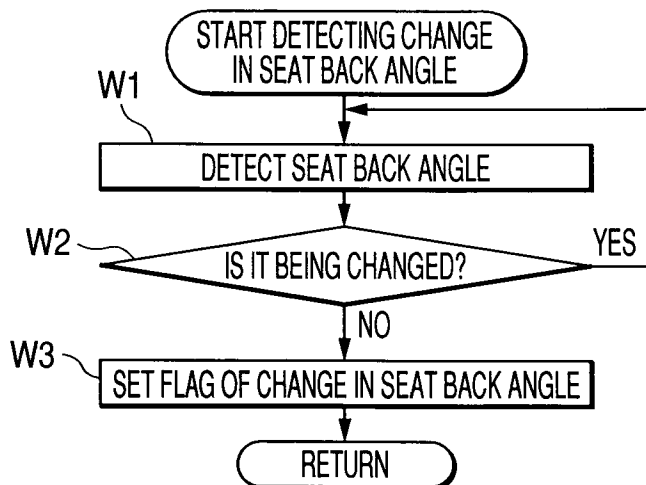 START DETECTING CHANGE
IN SEAT BACK ANGLE
W1
DETECT SEAT BACK ANGLE
W2
IS IT BEING CHANGED?
YES
NO
W3
SET FLAG OF CHANGE IN SEAT BACK ANGLE
RETURN